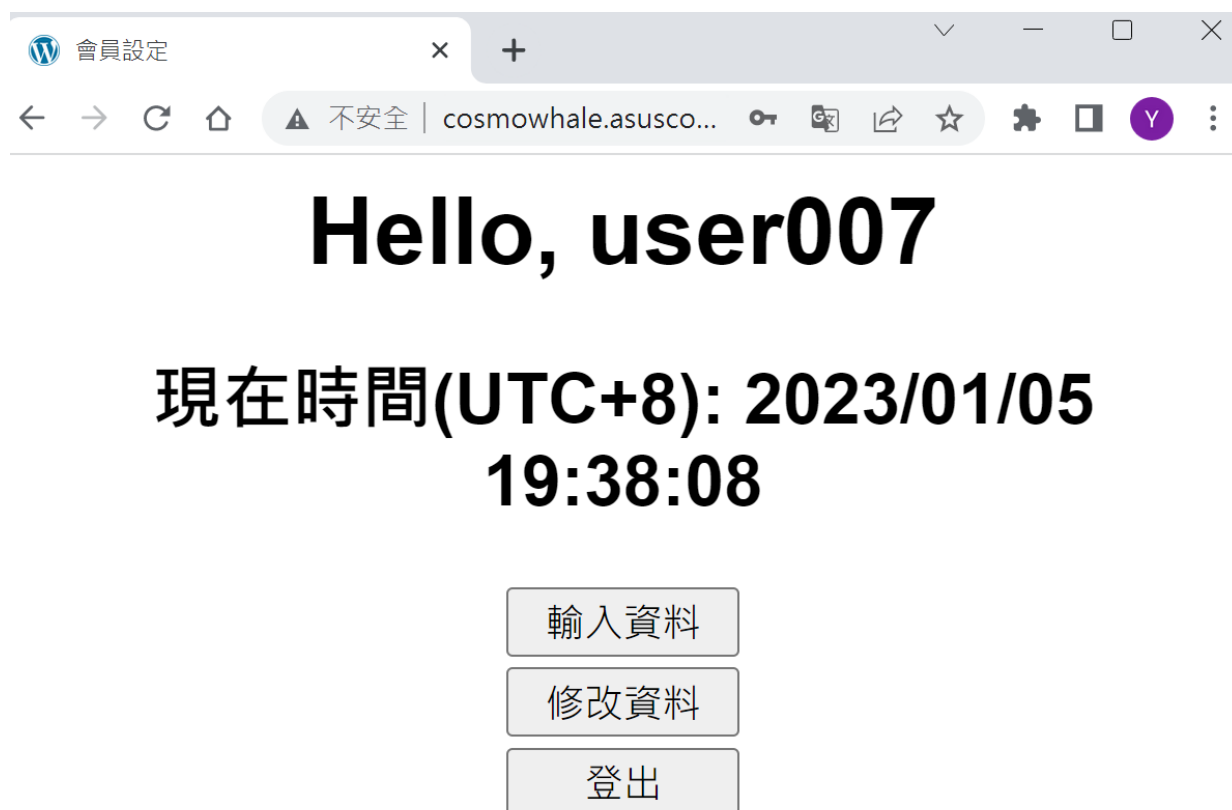 會員設定
不安全 | cosmowhale.asusco...
Y
Hello, user007
現在時間(UTC+8): 2023/01/05
19:38:08
輸入資料
修改資料
登出